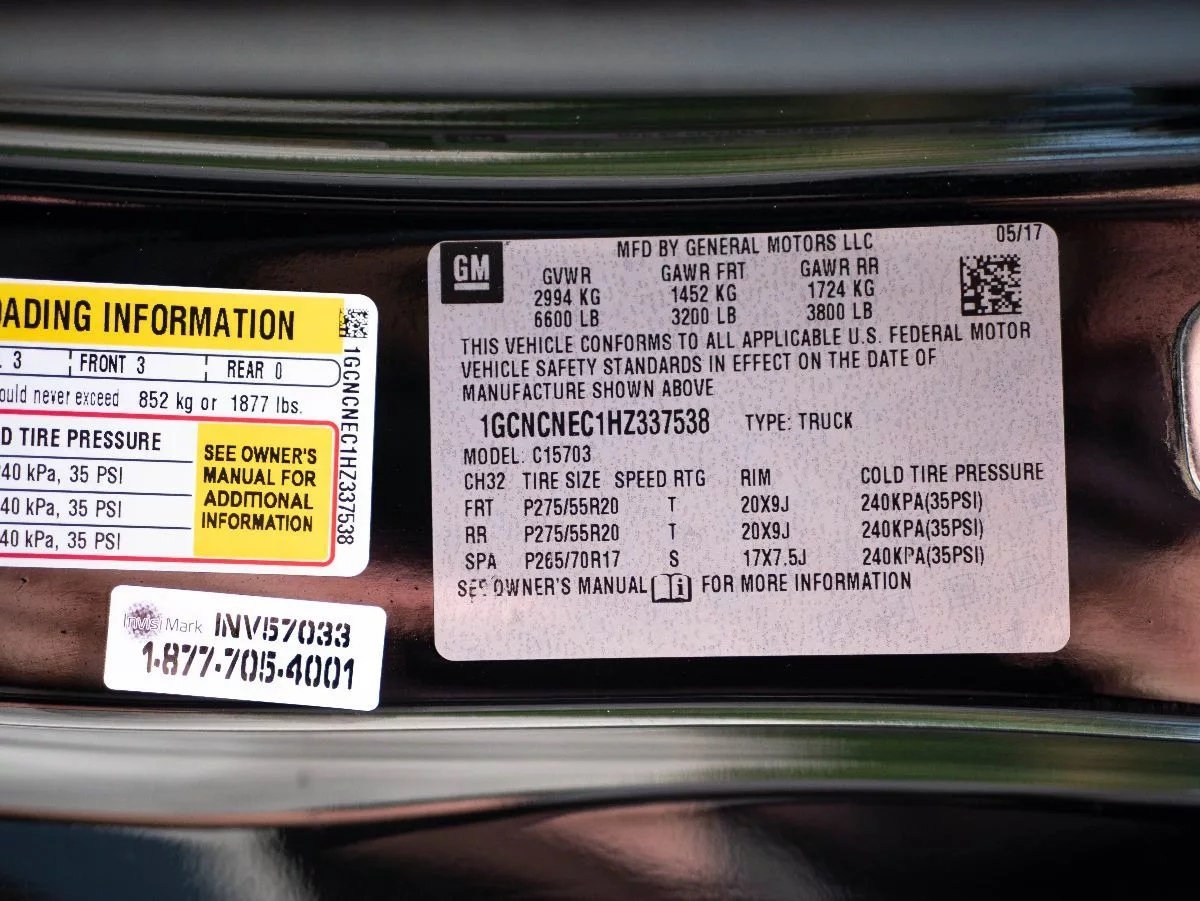 ADING INFORMATION
. 3 FRONT 3 REAR 0
ould never exceed 852 kg or 1877 lbs.
D TIRE PRESSURE
40 kPa, 35 PSI
40 kPa, 35 PSI
40 kPa, 35 PSI
SEE OWNER'S
MANUAL FOR
ADDITIONAL
INFORMATION
1GCNCNEC1HZ337538
InvisiMark INV57033
1-877-705-4001
GM
MFD BY GENERAL MOTORS LLC 05/17
GVWR GAWR FRT GAWR RR
2994 KG 1452 KG 1724 KG
6600 LB 3200 LB 3800 LB
THIS VEHICLE CONFORMS TO ALL APPLICABLE U.S. FEDERAL MOTOR
VEHICLE SAFETY STANDARDS IN EFFECT ON THE DATE OF
MANUFACTURE SHOWN ABOVE
1GCNCNEC1HZ337538 TYPE: TRUCK
MODEL: C15703
CH32 TIRE SIZE SPEED RTG RIM COLD TIRE PRESSURE
FRT P275/55R20 T 20X9J 240KPA(35PSI)
RR P275/55R20 T 20X9J 240KPA(35PSI)
SPA P265/70R17 S 17X7.5J 240KPA(35PSI)
SEE OWNER'S MANUAL FOR MORE INFORMATION